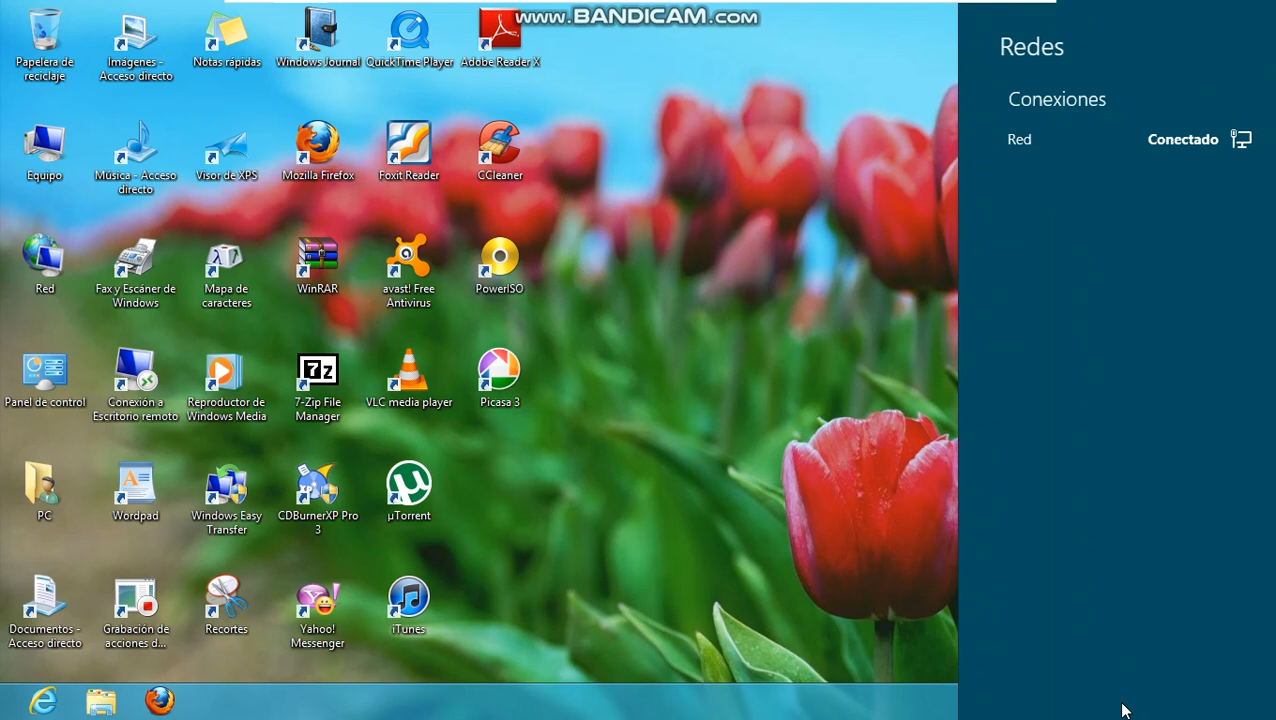 www.BANDICAM.com
Papelera de
reciclaje
Imágenes -
Acceso directo
Notas rápidas
Windows Journal
QuickTime Player
Adobe Reader X
Equipo
Música - Acceso
directo
Visor de XPS
Mozilla Firefox
Foxit Reader
CCleaner
Red
Fax y Escáner de
Windows
Mapa de
caracteres
WinRAR
avast! Free
Antivirus
PowerISO
Panel de control
Conexión a
Escritorio remoto
Reproductor de
Windows Media
7-Zip File
Manager
VLC media player
Picasa 3
PC
Wordpad
Windows Easy
Transfer
CDBurnerXP Pro
3
µTorrent
Documentos -
Acceso directo
Grabación de
acciones d...
Recortes
Yahoo!
Messenger
iTunes
Redes
Conexiones
Red Conectado